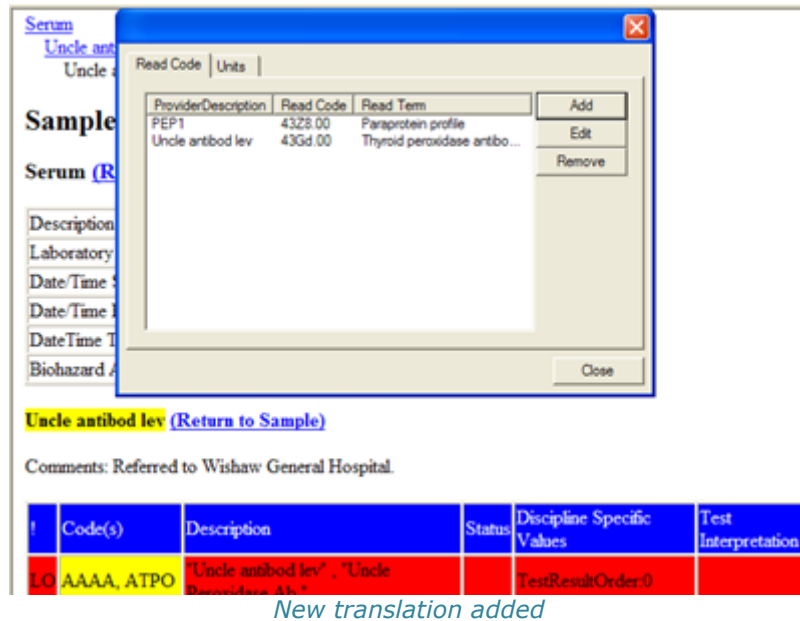 Serum
Uncle ant
Uncle a
Read Code Units
ProviderDescription Read Code Read Term
PEP1 43Z8.00 Paraprotein profile
Uncle antibod lev 43Gd.00 Thyroid peroxidase antibo...
Add
Edit
Remove
Close
Sample
Serum (R
Description
Laboratory
Date/Time
Date/Time
DateTime T
Biohazard A
Uncle antibod lev (Return to Sample)
Comments: Referred to Wishaw General Hospital.
! Code(s) Description Status Discipline Specific Values Test Interpretation
LO AAAA, ATPO "Uncle antibod lev" , "Uncle Peroxidase Ab " TestResultOrder:0
New translation added